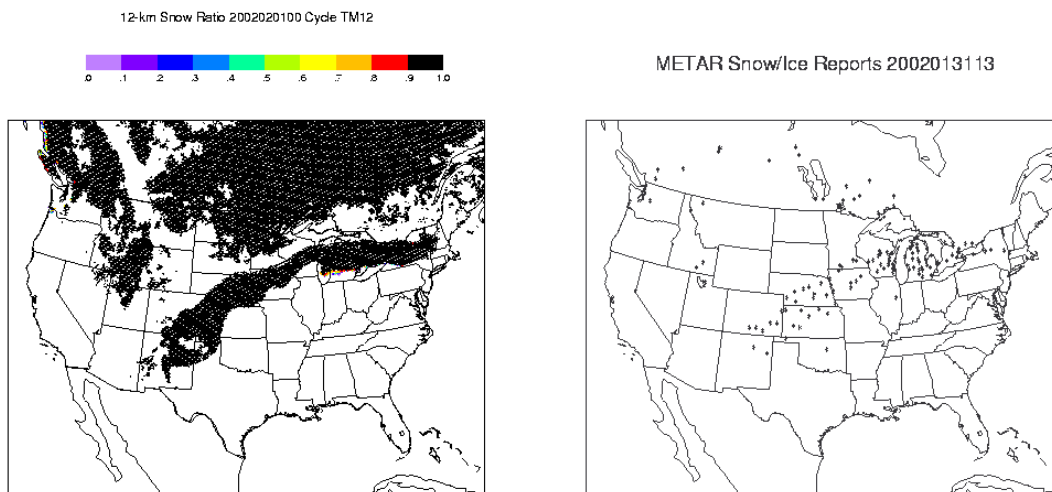 12-km Snow Ratio 2002020100 Cycle TM12
.0 .1 .2 .3 .4 .5 .6 .7 .8 .9 1.0
METAR Snow/Ice Reports 2002013113